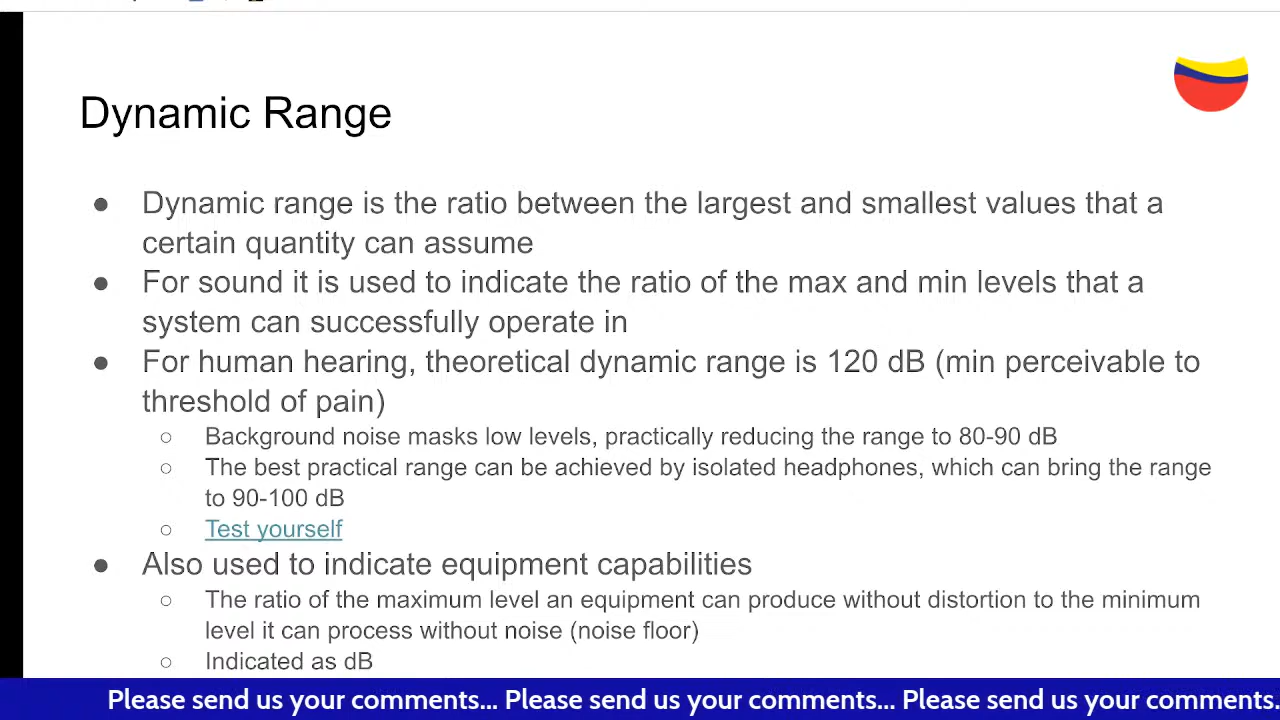 Dynamic Range
● Dynamic range is the ratio between the largest and smallest values that a
certain quantity can assume
● For sound it is used to indicate the ratio of the max and min levels that a
system can successfully operate in
● For human hearing, theoretical dynamic range is 120 dB (min perceivable to
threshold of pain)
○ Background noise masks low levels, practically reducing the range to 80-90 dB
○ The best practical range can be achieved by isolated headphones, which can bring the range
to 90-100 dB
○ Test yourself
● Also used to indicate equipment capabilities
○ The ratio of the maximum level an equipment can produce without distortion to the minimum
level it can process without noise (noise floor)
○ Indicated as dB
Please send us your comments... Please send us your comments... Please send us your comments.